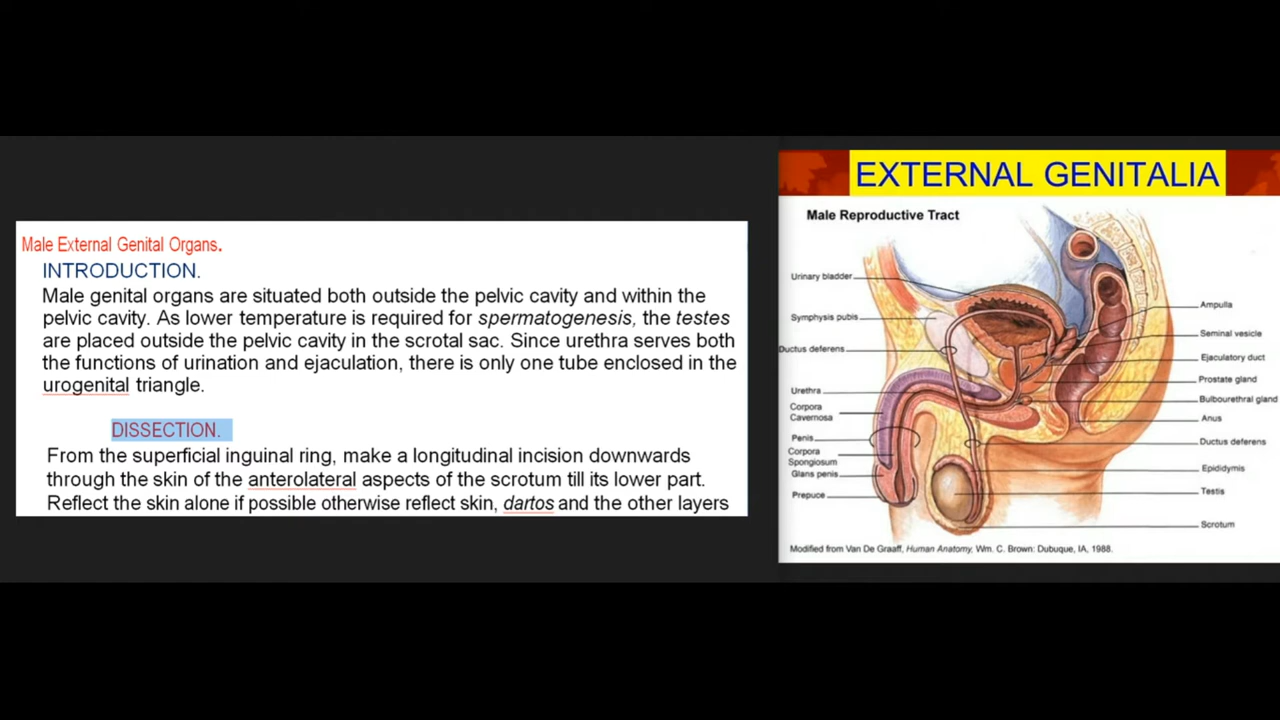 Male External Genital Organs.
INTRODUCTION.
Male genital organs are situated both outside the pelvic cavity and within the
pelvic cavity. As lower temperature is required for spermatogenesis, the testes
are placed outside the pelvic cavity in the scrotal sac. Since urethra serves both
the functions of urination and ejaculation, there is only one tube enclosed in the
urogenital triangle.
DISSECTION.
From the superficial inguinal ring, make a longitudinal incision downwards
through the skin of the anterolateral aspects of the scrotum till its lower part.
Reflect the skin alone if possible otherwise reflect skin, dartos and the other layers
EXTERNAL GENITALIA
Male Reproductive Tract
Urinary bladder
Symphysis pubis
Ductus deferens
Urethra
Corpora
Cavernosa
Penis
Corpora
Spongiosum
Glans penis
Prepuce
Ampulla
Seminal vesicle
Ejaculatory duct
Prostate gland
Bulbourethral gland
Anus
Ductus deferens
Epididymis
Testis
Scrotum
Modified from Van De Graaff, Human Anatomy, Wm. C. Brown: Dubuque, IA, 1988.